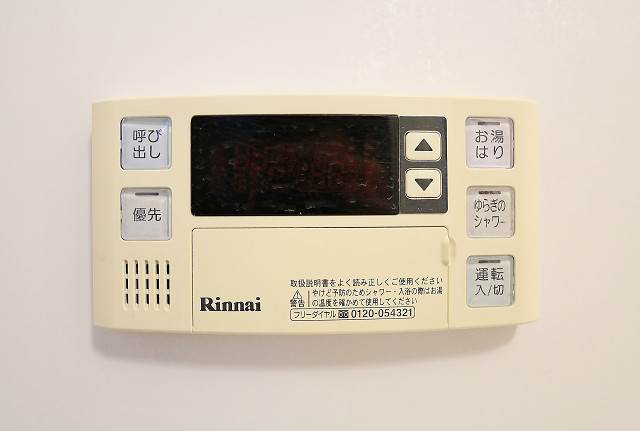 呼び
出し
優先
お湯
はり
ゆらぎの
シャワー
運転
入/切
取扱説明書をよく読み正しくご使用ください
警告
やけど予防のためシャワー・入浴の際はお湯
の温度を確かめて使用してください
Rinnai
フリーダイヤル 0120-054321